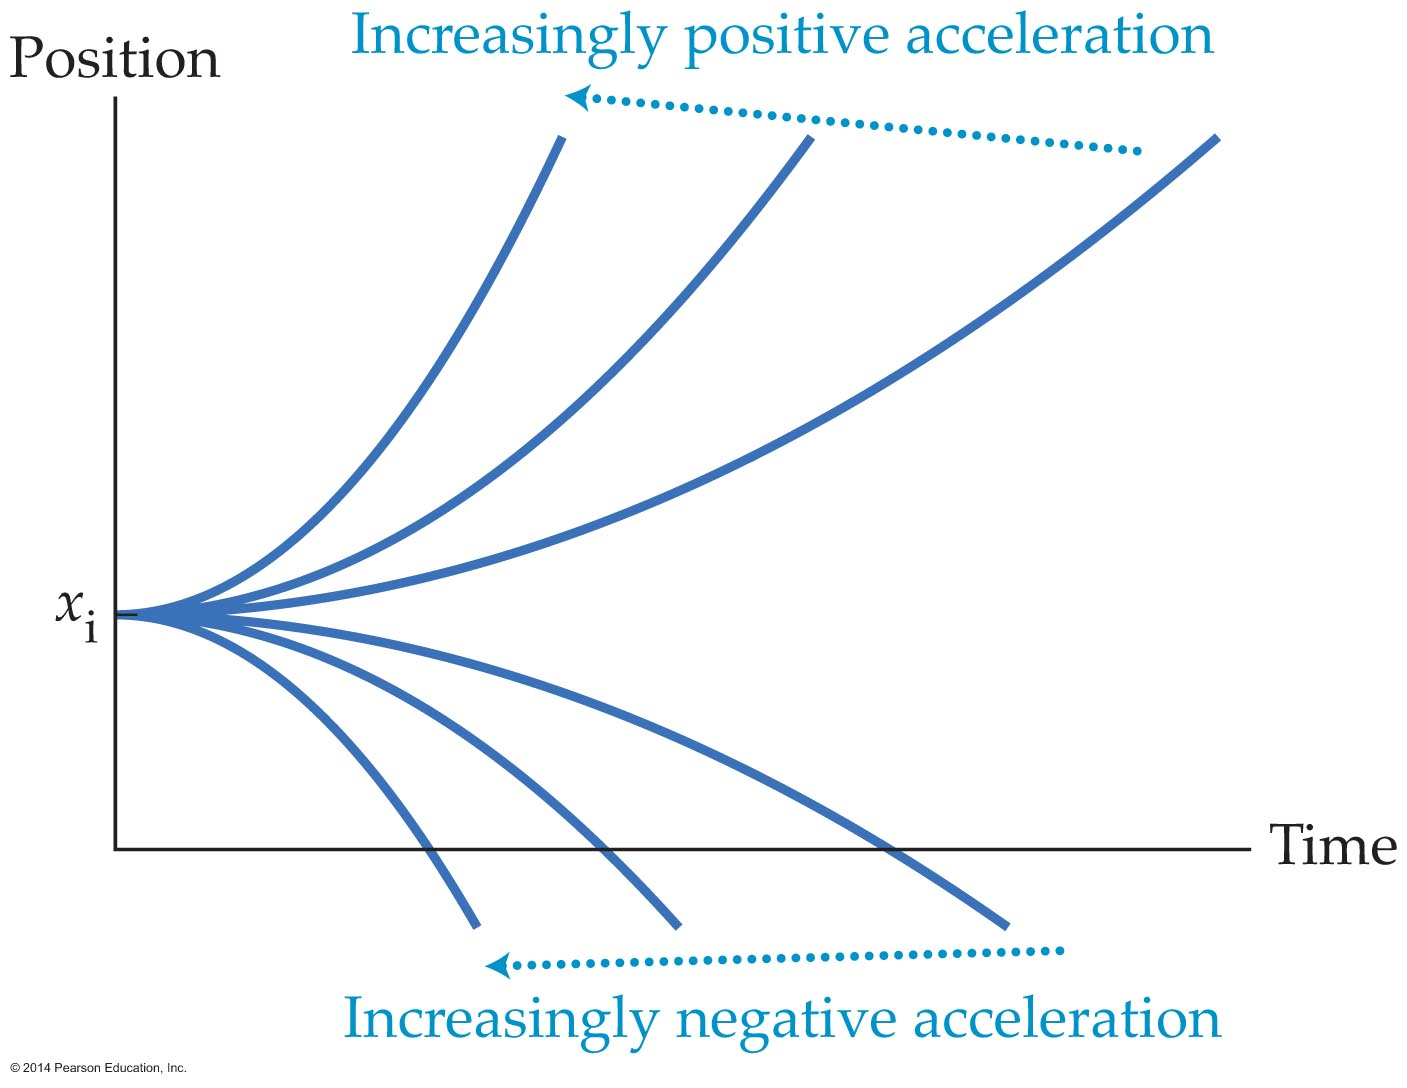 Increasingly positive acceleration
Position
xi
Time
Increasingly negative acceleration
© 2014 Pearson Education, Inc.